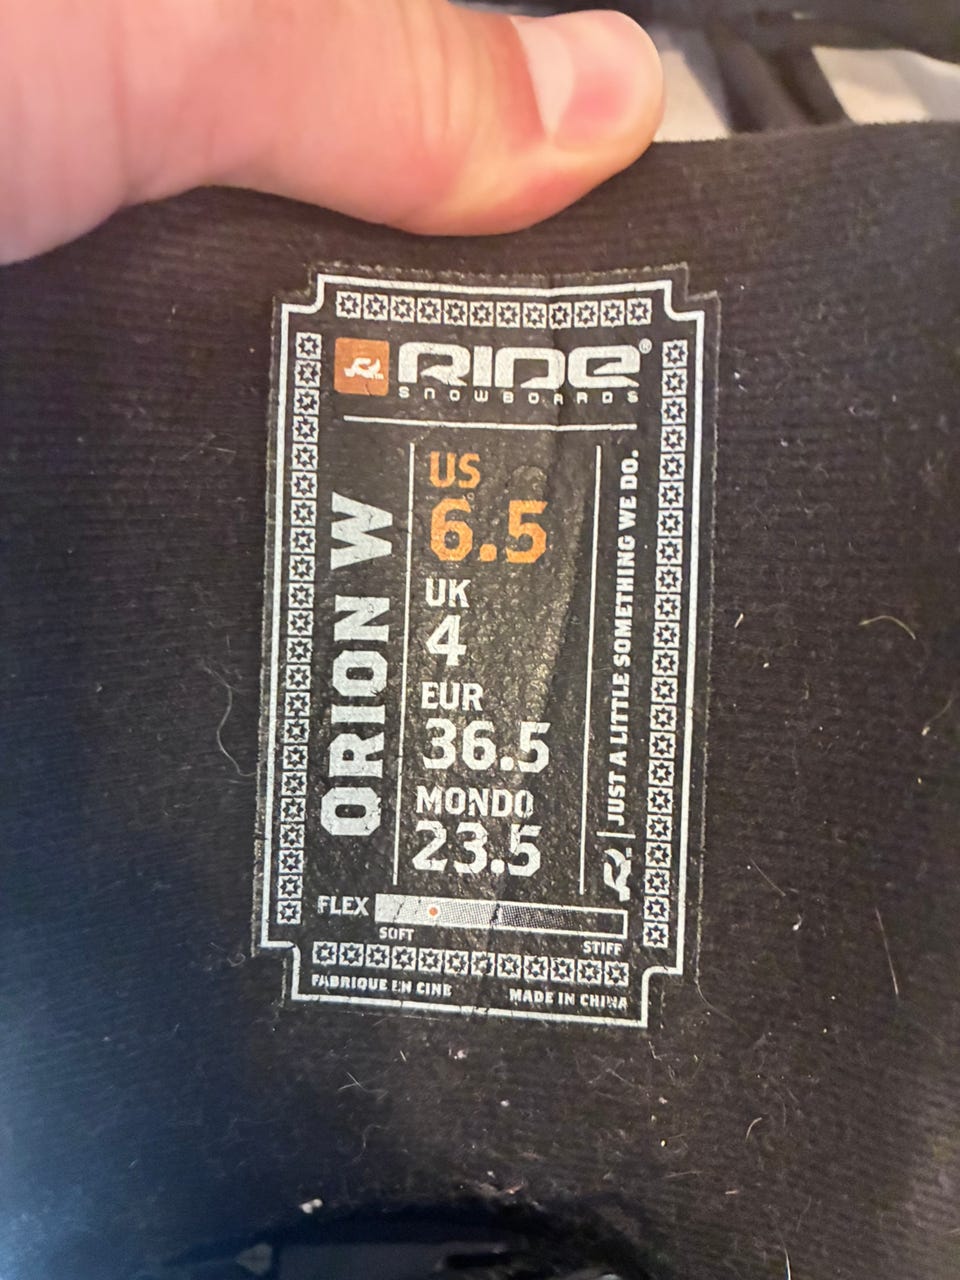 RIDE®
SNOWBOARDS
ORION W
US
6.5
UK
4
EUR
36.5
MONDO
23.5
JUST A LITTLE SOMETHING WE DO.
FLEX
SOFT
STIFF
FABRIQUE EN CINE
MADE IN CHINA